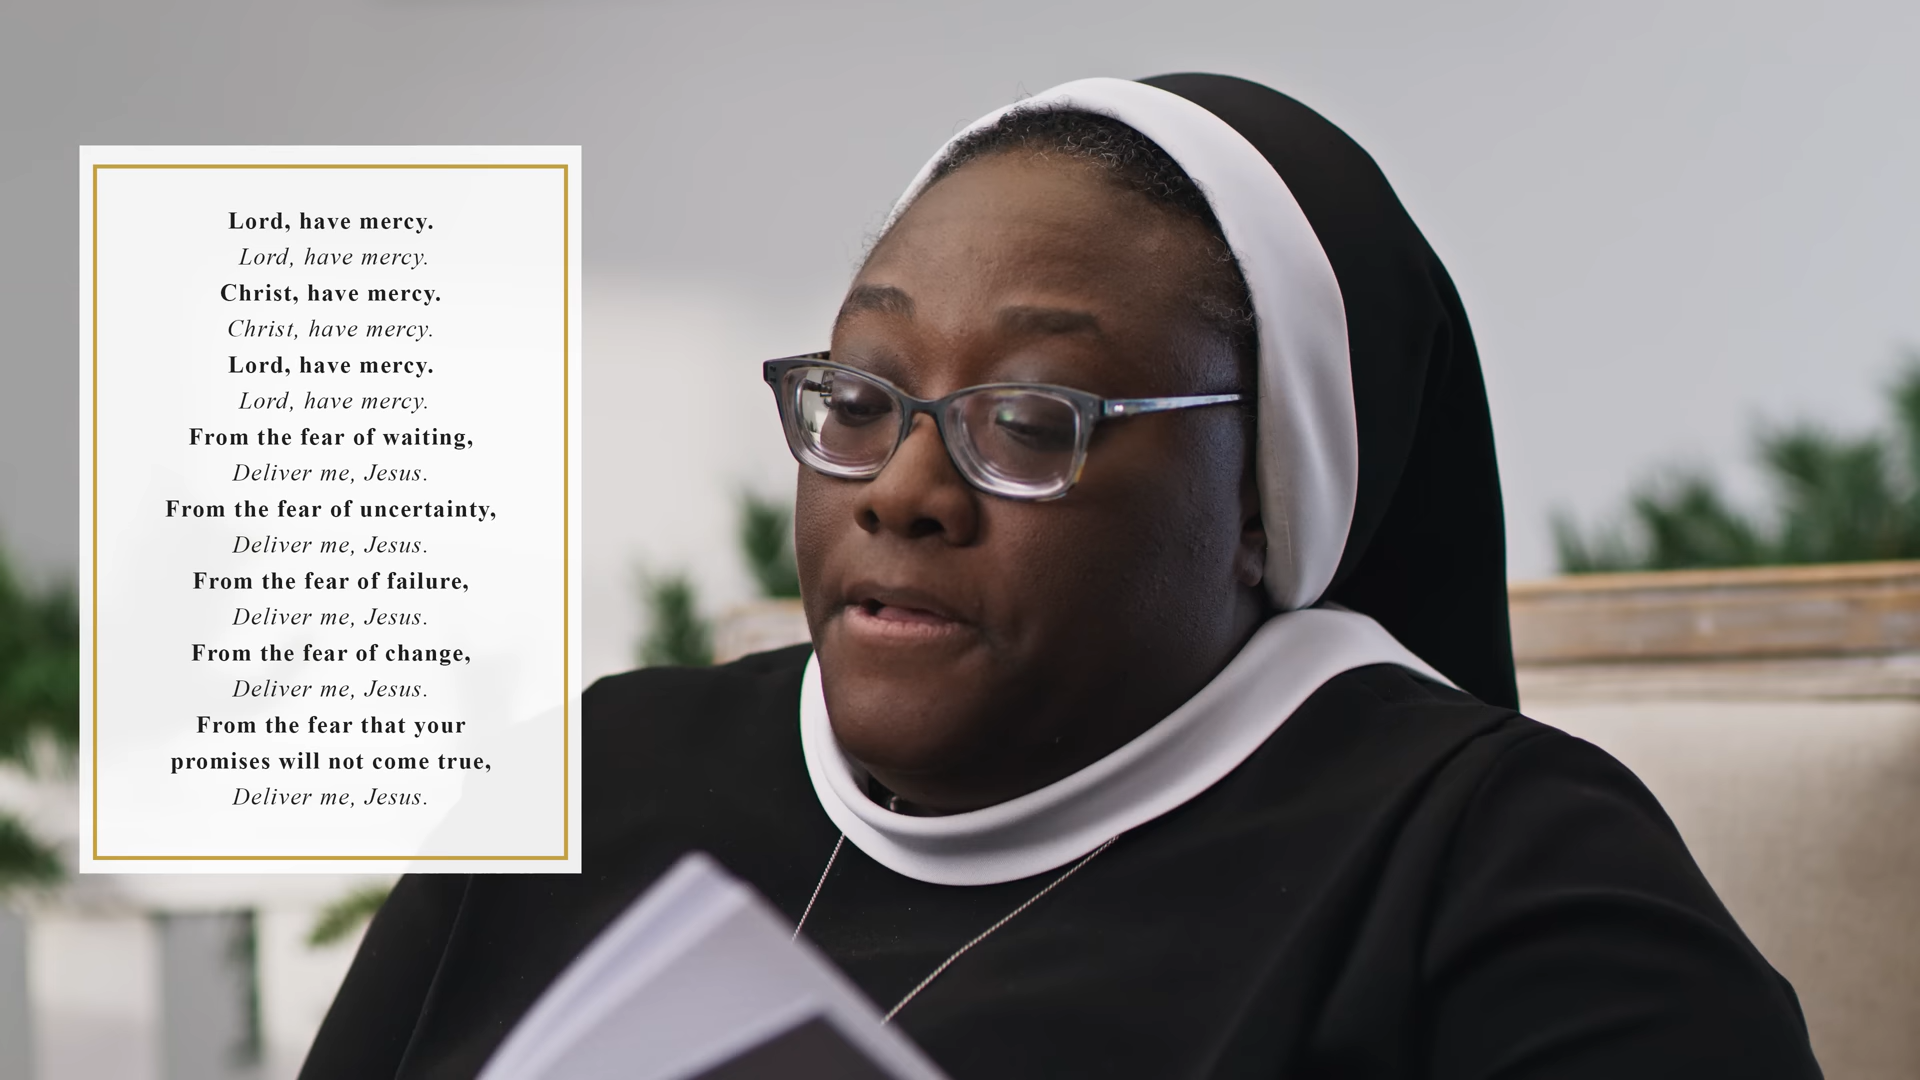 Lord, have mercy.
Lord, have mercy.
Christ, have mercy.
Christ, have mercy.
Lord, have mercy.
Lord, have mercy.
From the fear of waiting,
Deliver me, Jesus.
From the fear of uncertainty,
Deliver me, Jesus.
From the fear of failure,
Deliver me, Jesus.
From the fear of change,
Deliver me, Jesus.
From the fear that your
promises will not come true,
Deliver me, Jesus.